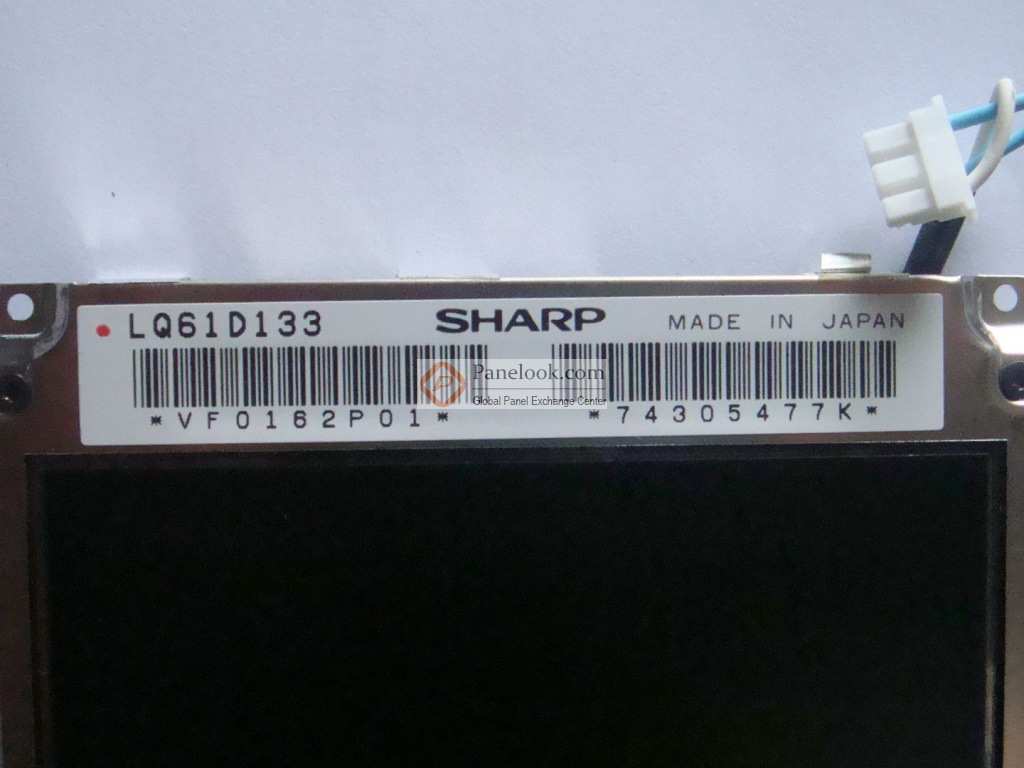 LQ61D133 SHARP MADE IN JAPAN
Panelook.com
Global Panel Exchange Center
*VF0162P01* *74305477K*